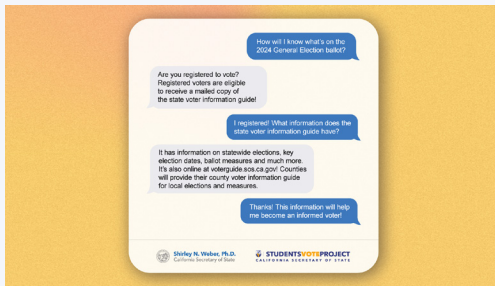 How will I know what's on the
2024 General Election ballot?
Are you registered to vote?
Registered voters are eligible
to receive a mailed copy of
the state voter information guide!
I registered! What information does the
state voter information guide have?
It has information on statewide elections, key
election dates, ballot measures and much more.
It's also online at voterguide.sos.ca.gov! Counties
will provide their county voter information guide
for local elections and measures.
Thanks! This information will help
me become an informed voter!
Shirley N. Weber, Ph.D.
California Secretary of State
STUDENTSVOTEPROJECT
CALIFORNIA SECRETARY OF STATE